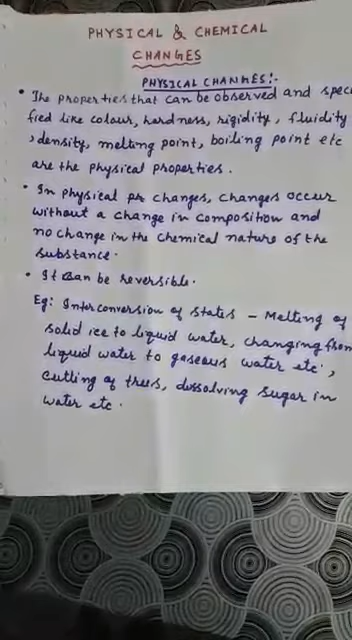 PHYSICAL & CHEMICAL
CHANGES
PHYSICAL CHANGES:-
• The properties that can be observed and speci
fied like colour, hardness, rigidity, fluidity
, density, melting point, boiling point etc
are the physical properties.
• In physical changes, changes occur
without a change in composition and
no change in the chemical nature of the
substance.
• It can be reversible.
Eg: Interconversion of states - Melting of
solid ice to liquid water, changing from
liquid water to gaseous water etc,
cutting of trees, dissolving sugar in
water etc.